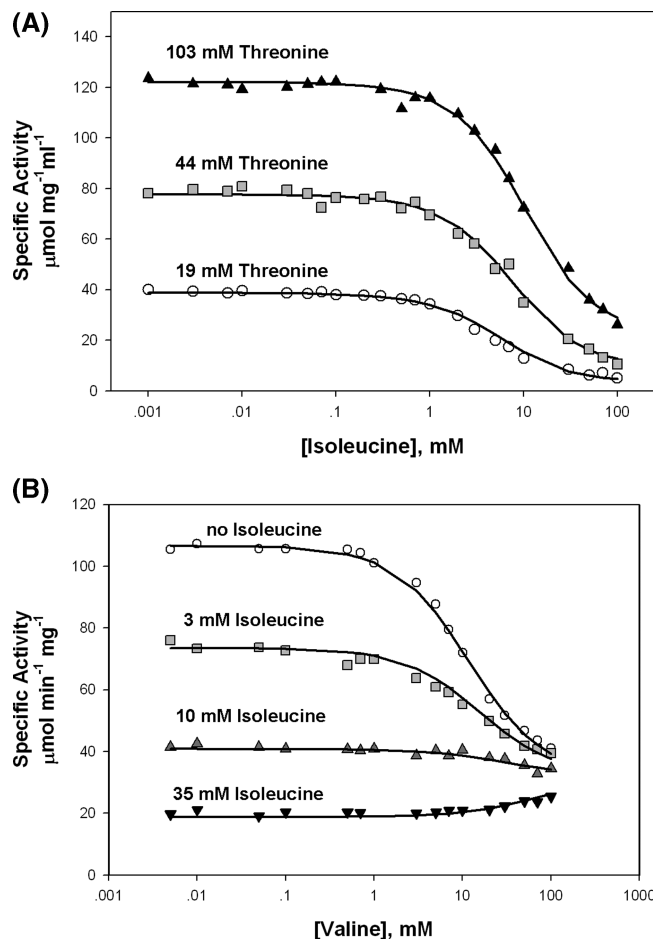 (A)
140
120
100
80
60
40
20
0
Specific Activity
μmol mg⁻¹ml⁻¹
103 mM Threonine
44 mM Threonine
19 mM Threonine
.001 .01 .1 1 10 100
[Isoleucine], mM
(B)
120
100
80
60
40
20
0
Specific Activity
μmol min⁻¹ mg⁻¹
no Isoleucine
3 mM Isoleucine
10 mM Isoleucine
35 mM Isoleucine
.001 .01 .1 1 10 100 1000
[Valine], mM